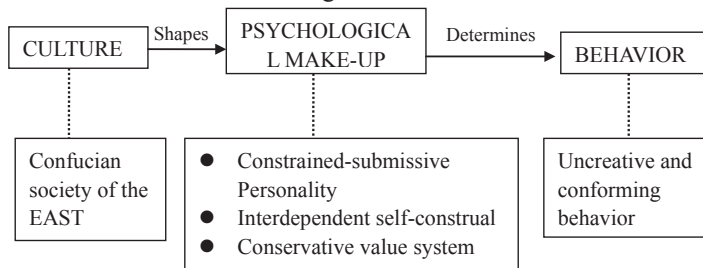 CULTURE
Shapes
PSYCHOLOGICA
L MAKE-UP
Determines
BEHAVIOR
Confucian
society of the
EAST
● Constrained-submissive
Personality
● Interdependent self-construal
● Conservative value system
Uncreative and
conforming
behavior